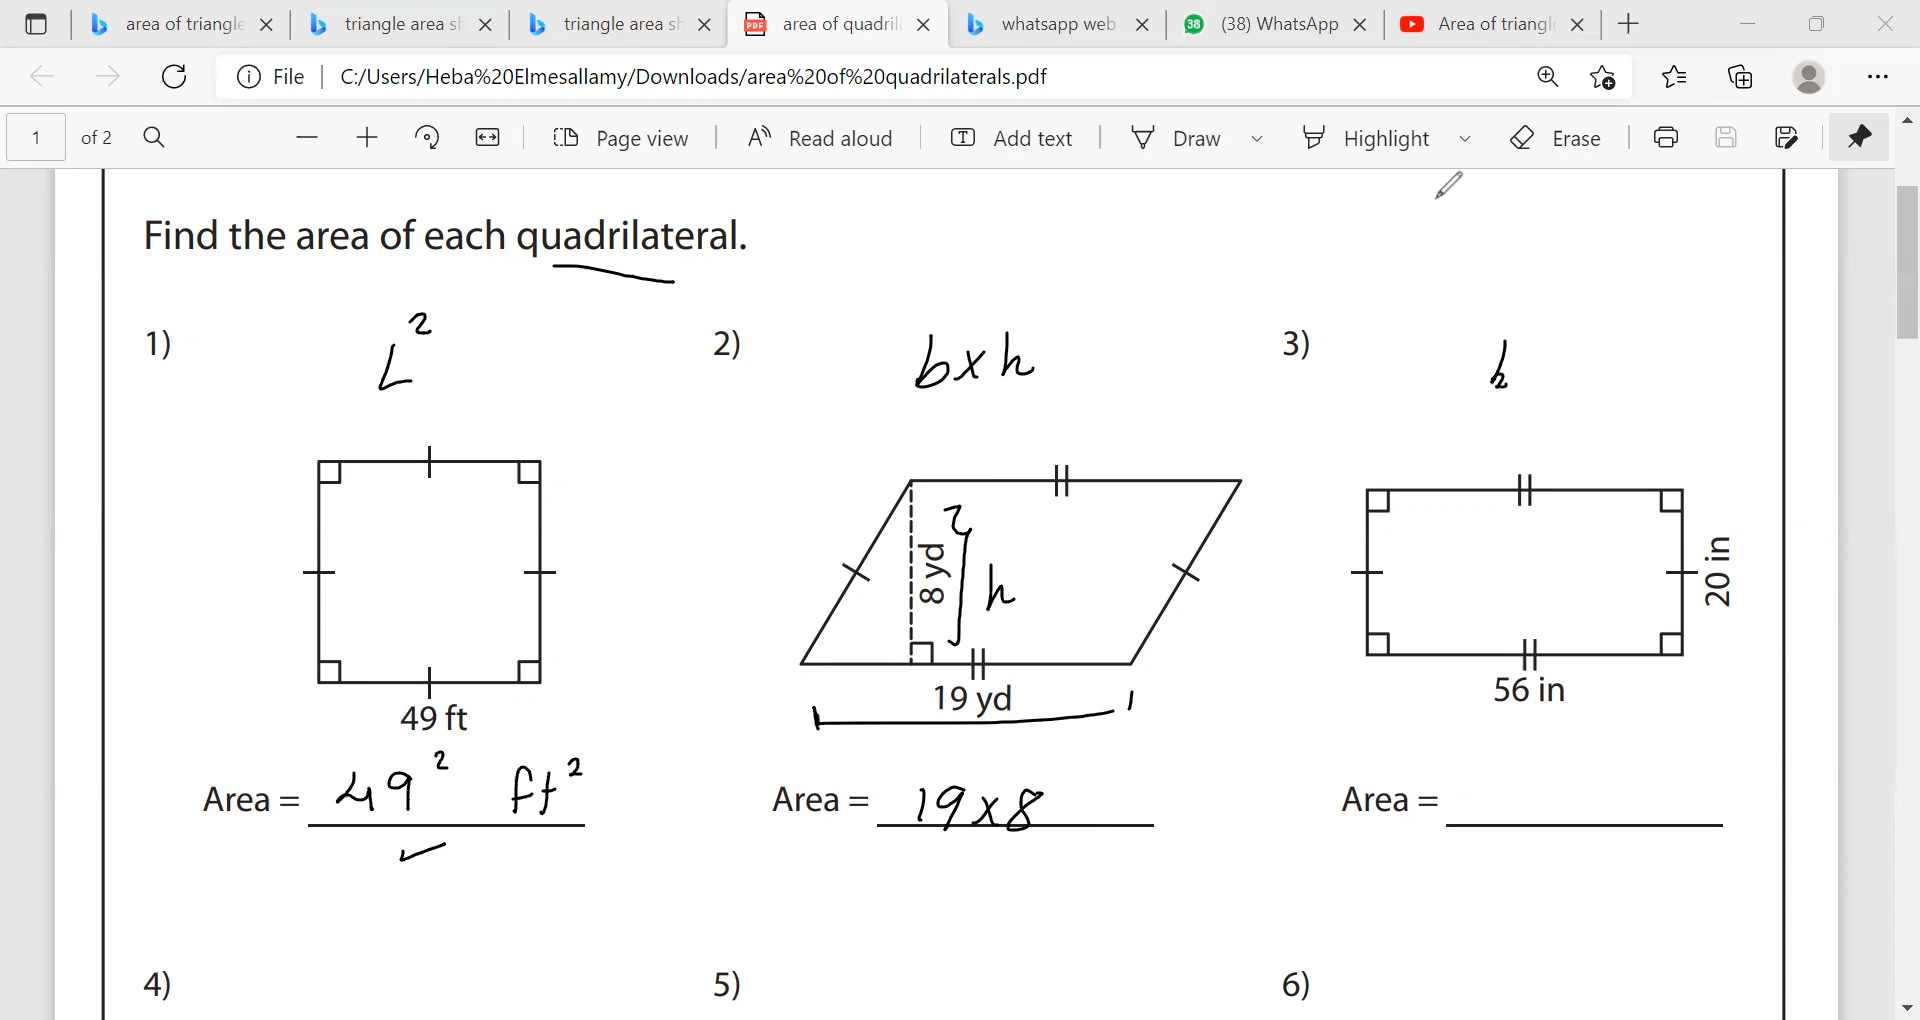 area of triangle
triangle area sh
triangle area sh
area of quadril
whatsapp web
38 (38) WhatsApp
Area of triangl
File C:/Users/Heba%20Elmesallamy/Downloads/area%20of%20quadrilaterals.pdf
1 of 2 Page view Read aloud Add text Draw Highlight Erase
Find the area of each quadrilateral.
1) L²
2) b x h
3)
8 yd
h
20 in
49 ft
19 yd
56 in
Area = 49² ft²
Area = 19 x 8
Area =
4) 5) 6)